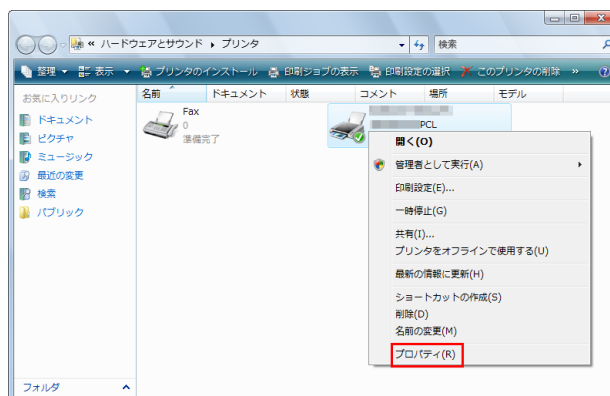 « ハードウェアとサウンド ▸ プリンタ
検索
整理 表示 プリンタのインストール 印刷ジョブの表示 印刷設定の選択 このプリンタの削除 »
お気に入りリンク
ドキュメント
ピクチャ
ミュージック
最近の変更
検索
パブリック
フォルダ
名前 ドキュメント 状態 コメント 場所 モデル
Fax
0
準備完了
PCL
開く(O)
管理者として実行(A)
印刷設定(E)...
一時停止(G)
共有(I)...
プリンタをオフラインで使用する(U)
最新の情報に更新(H)
ショートカットの作成(S)
削除(D)
名前の変更(M)
プロパティ(R)